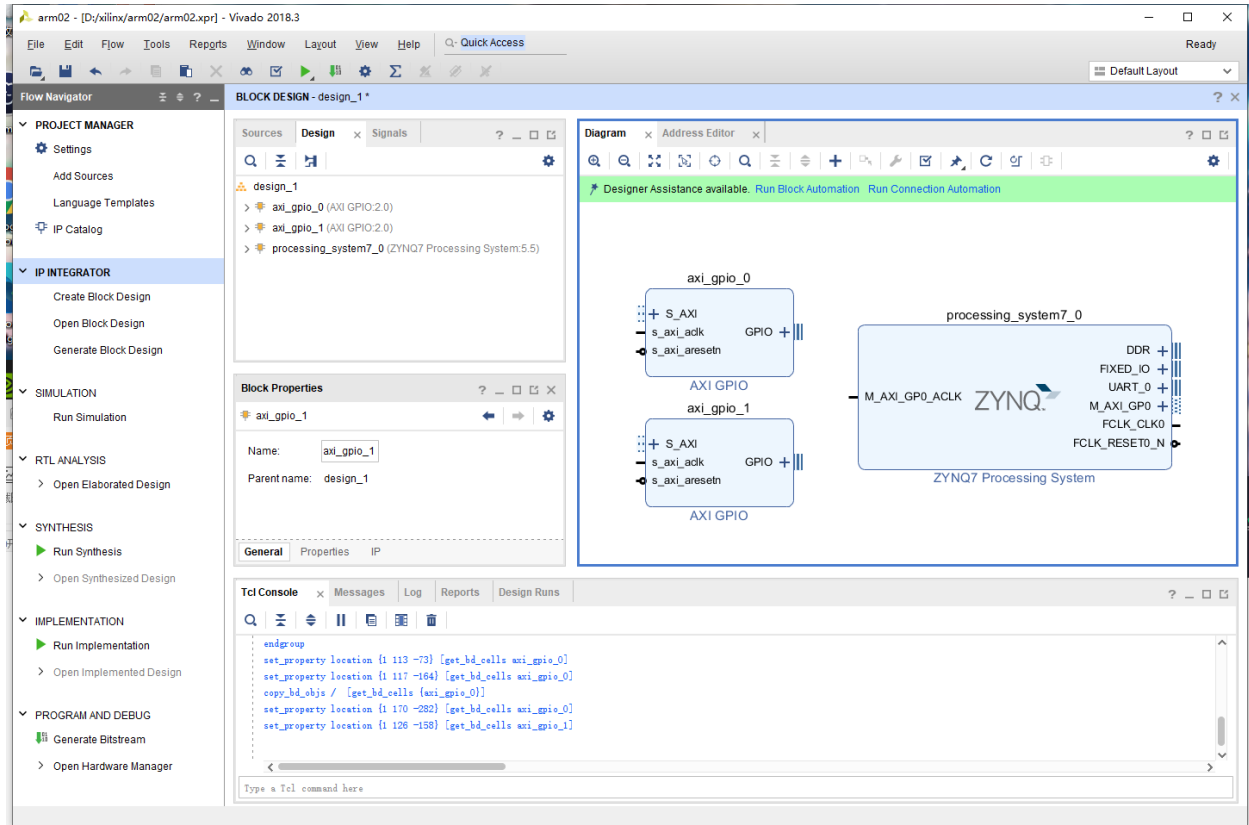 arm02 - [D:/xilinx/arm02/arm02.xpr] - Vivado 2018.3
File Edit Flow Tools Reports Window Layout View Help Quick Access Ready
Default Layout
Flow Navigator
PROJECT MANAGER
Settings
Add Sources
Language Templates
IP Catalog
IP INTEGRATOR
Create Block Design
Open Block Design
Generate Block Design
SIMULATION
Run Simulation
RTL ANALYSIS
Open Elaborated Design
SYNTHESIS
Run Synthesis
Open Synthesized Design
IMPLEMENTATION
Run Implementation
Open Implemented Design
PROGRAM AND DEBUG
Generate Bitstream
Open Hardware Manager
BLOCK DESIGN - design_1 *
Sources Design Signals
design_1
axi_gpio_0 (AXI GPIO:2.0)
axi_gpio_1 (AXI GPIO:2.0)
processing_system7_0 (ZYNQ7 Processing System:5.5)
Block Properties
axi_gpio_1
Name: axi_gpio_1
Parent name: design_1
General Properties IP
Diagram Address Editor
Designer Assistance available. Run Block Automation Run Connection Automation
axi_gpio_0
S_AXI
s_axi_aclk GPIO
s_axi_aresetn
AXI GPIO
axi_gpio_1
S_AXI
s_axi_aclk GPIO
s_axi_aresetn
AXI GPIO
processing_system7_0
DDR
FIXED_IO
UART_0
M_AXI_GP0_ACLK ZYNQ M_AXI_GP0
FCLK_CLK0
FCLK_RESET0_N
ZYNQ7 Processing System
Tcl Console Messages Log Reports Design Runs
endgroup
set_property location {1 113 -73} [get_bd_cells axi_gpio_0]
set_property location {1 117 -164} [get_bd_cells axi_gpio_0]
copy_bd_objs / [get_bd_cells {axi_gpio_0}]
set_property location {1 170 -282} [get_bd_cells axi_gpio_0]
set_property location {1 126 -158} [get_bd_cells axi_gpio_1]
Type a Tcl command here